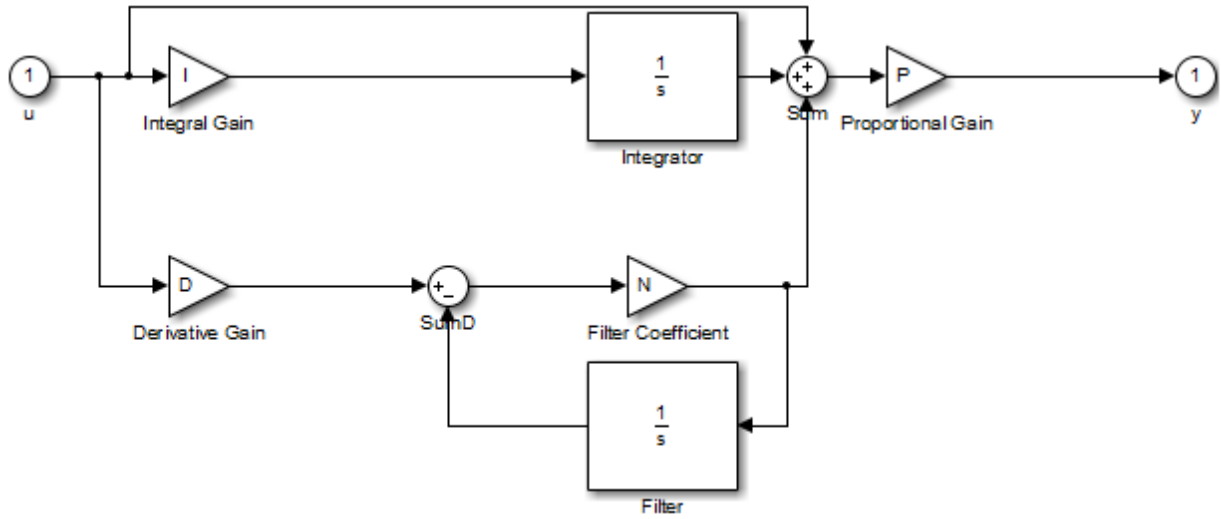 1
u
I
Integral Gain
1
s
Integrator
+
+
+
Sum
P
Proportional Gain
1
y
D
Derivative Gain
+
−
SumD
N
Filter Coefficient
1
s
Filter